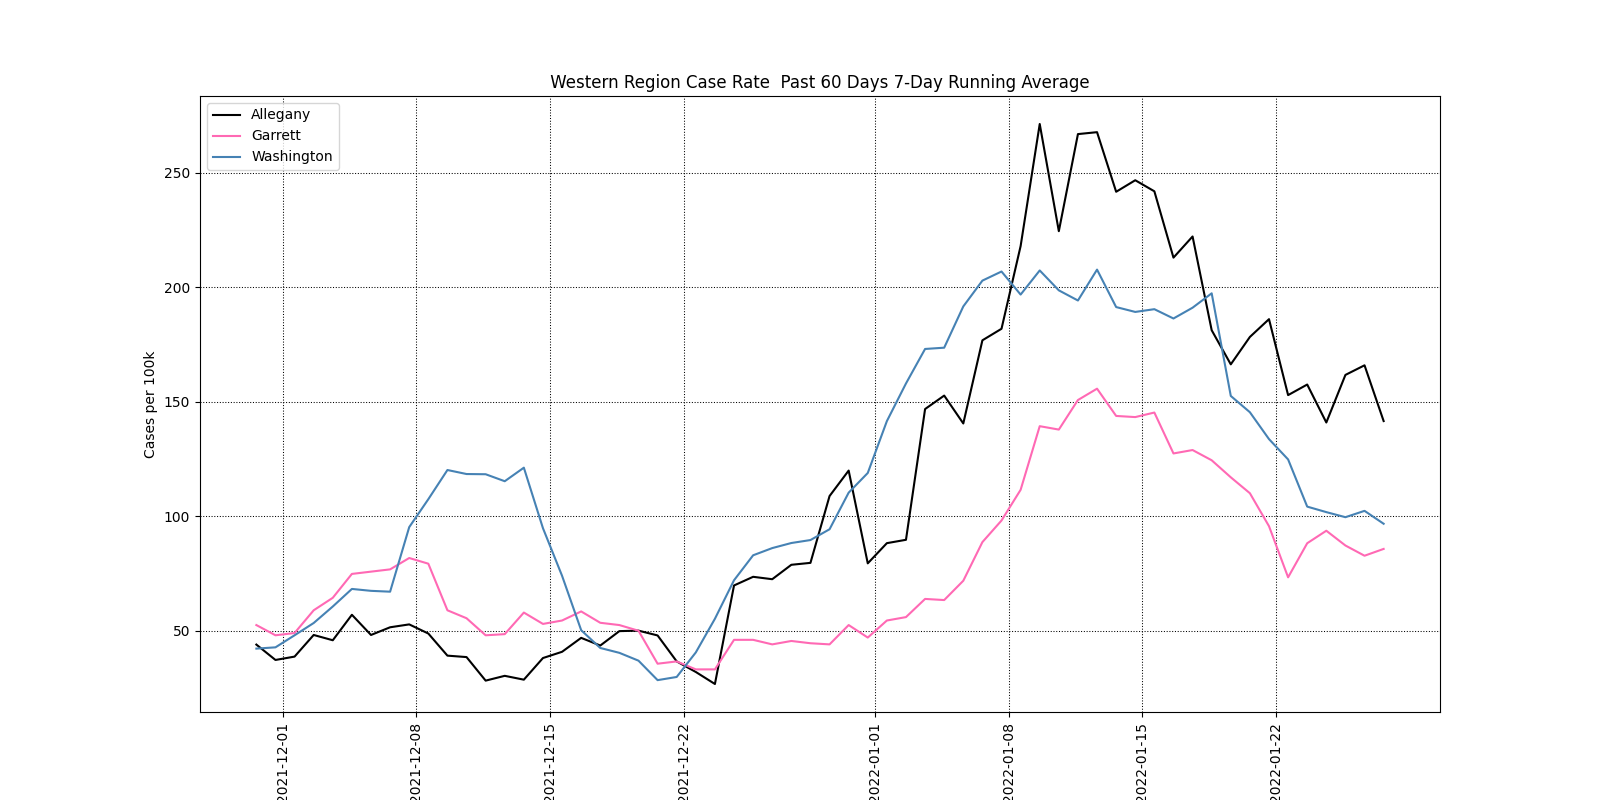 Western Region Case Rate  Past 60 Days 7-Day Running Average
Allegany
Garrett
Washington
Cases per 100k
250
200
150
100
50
2021-12-01
2021-12-08
2021-12-15
2021-12-22
2022-01-01
2022-01-08
2022-01-15
2022-01-22